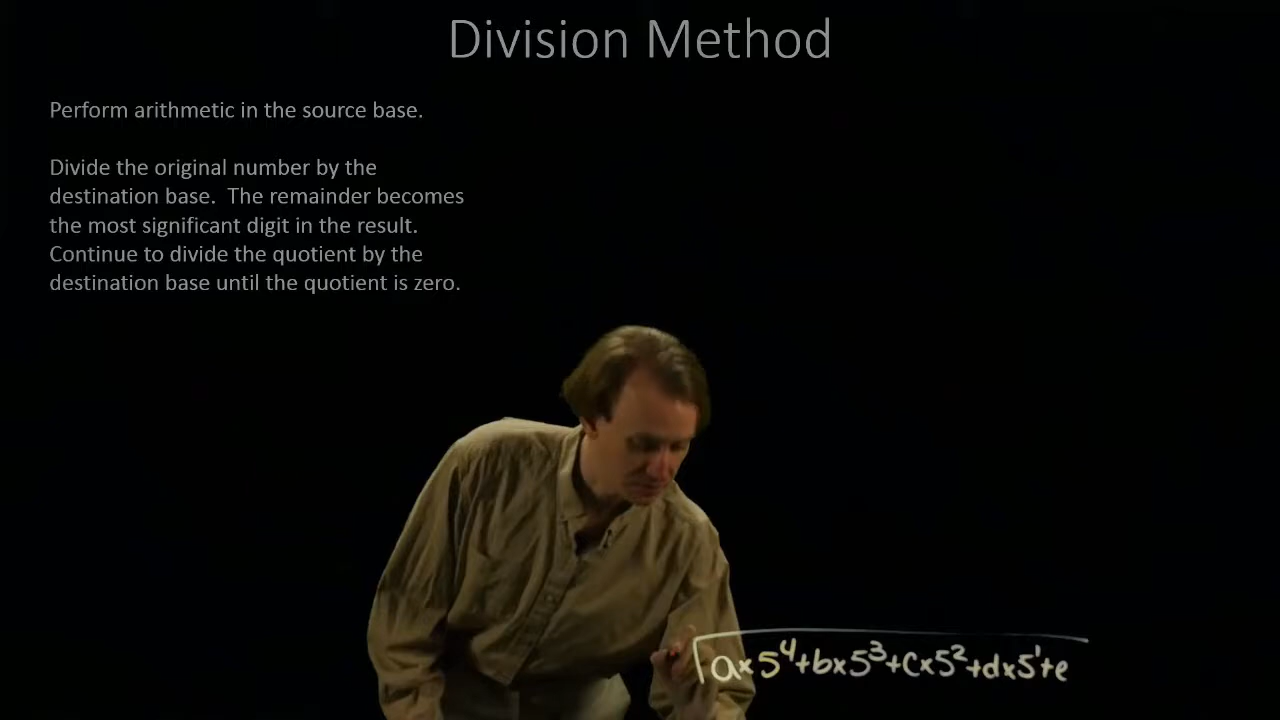 Division Method
Perform arithmetic in the source base.
Divide the original number by the
destination base. The remainder becomes
the most significant digit in the result.
Continue to divide the quotient by the
destination base until the quotient is zero.
a×5⁴+b×5³+c×5²+d×5¹+e